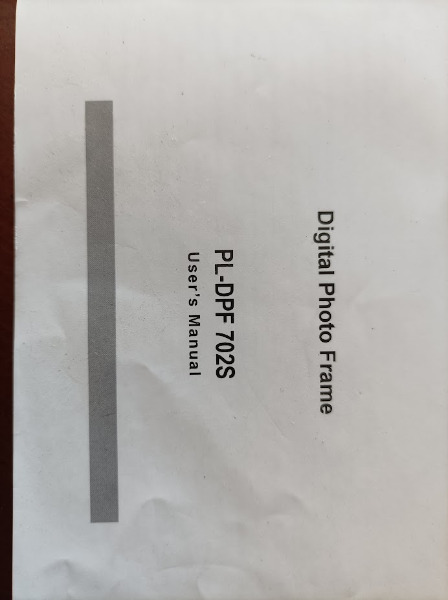 Digital Photo Frame
PL-DPF 702S
User's Manual